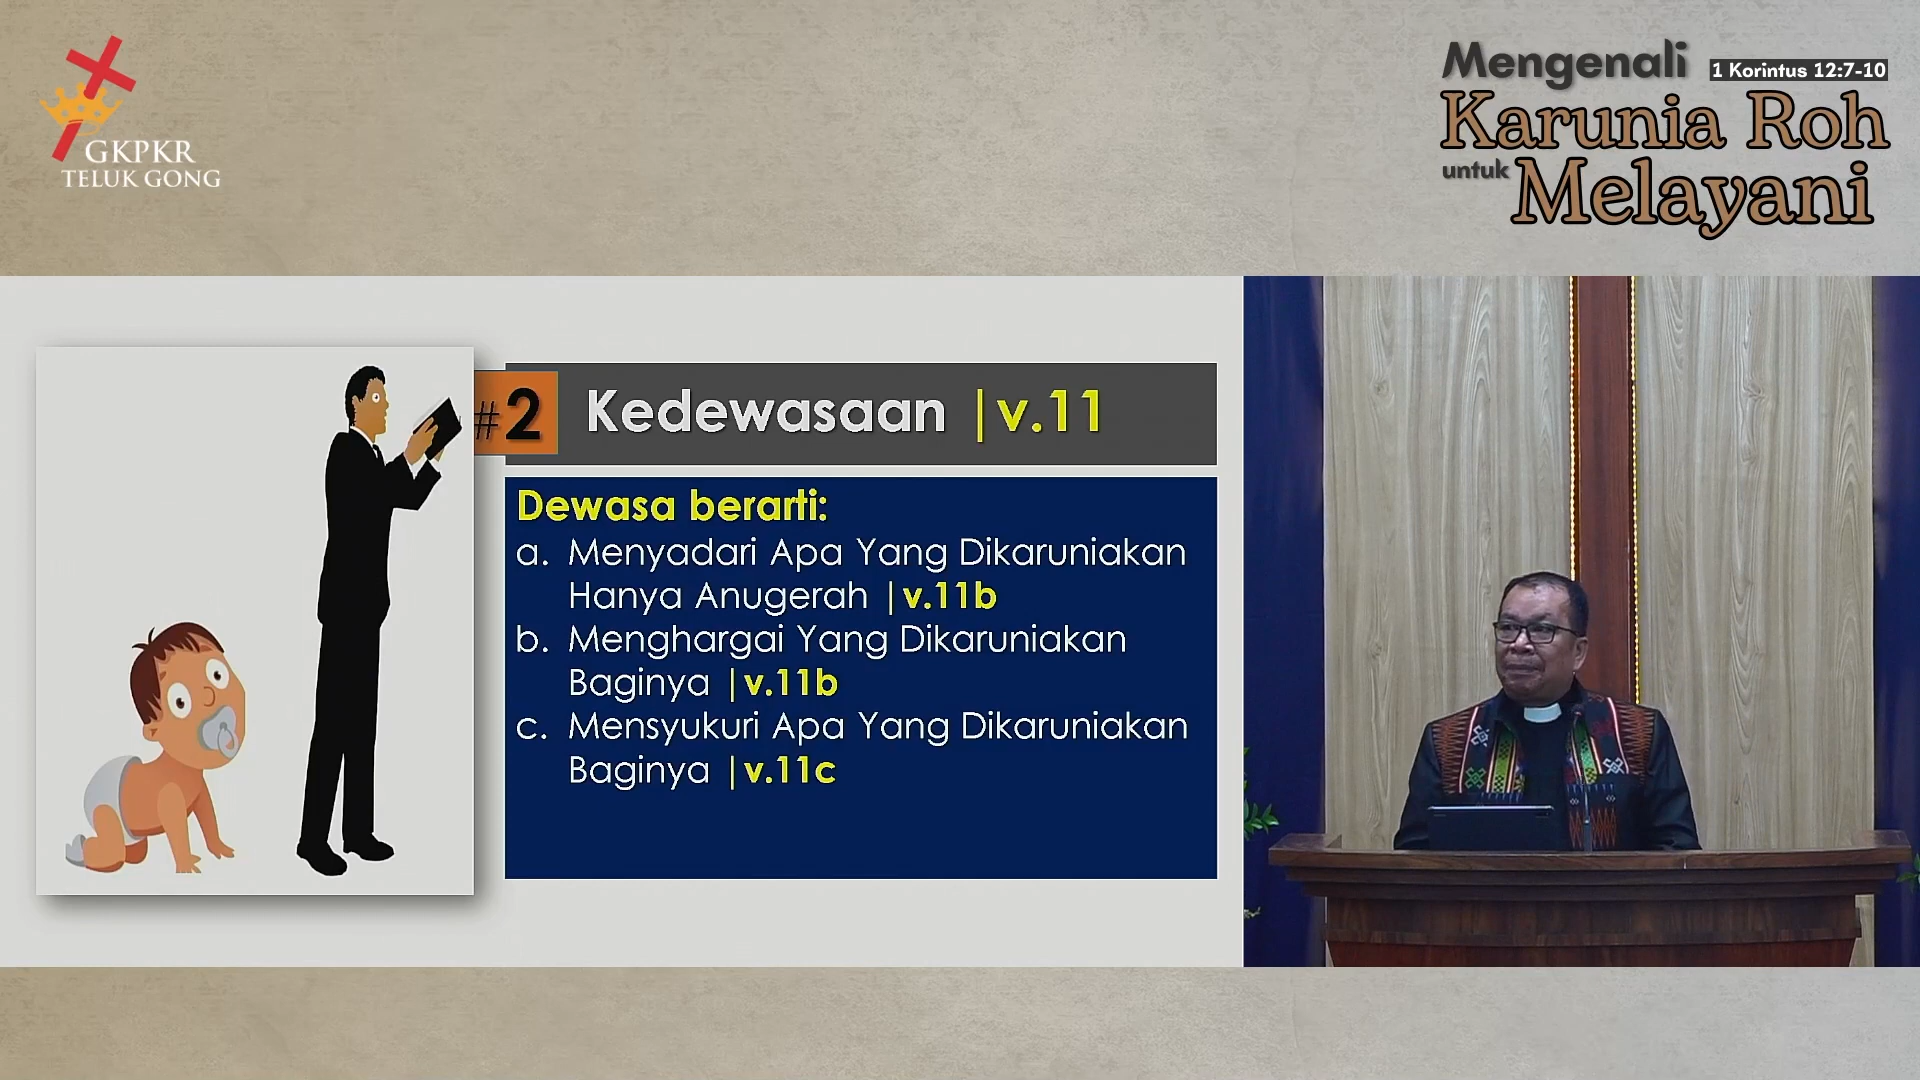 GKPKR
TELUK GONG
Mengenali
1 Korintus 12:7-10
Karunia Roh
untuk
Melayani
#2
Kedewasaan |v.11
Dewasa berarti:
a. Menyadari Apa Yang Dikaruniakan
Hanya Anugerah |v.11b
b. Menghargai Yang Dikaruniakan
Baginya |v.11b
c. Mensyukuri Apa Yang Dikaruniakan
Baginya |v.11c